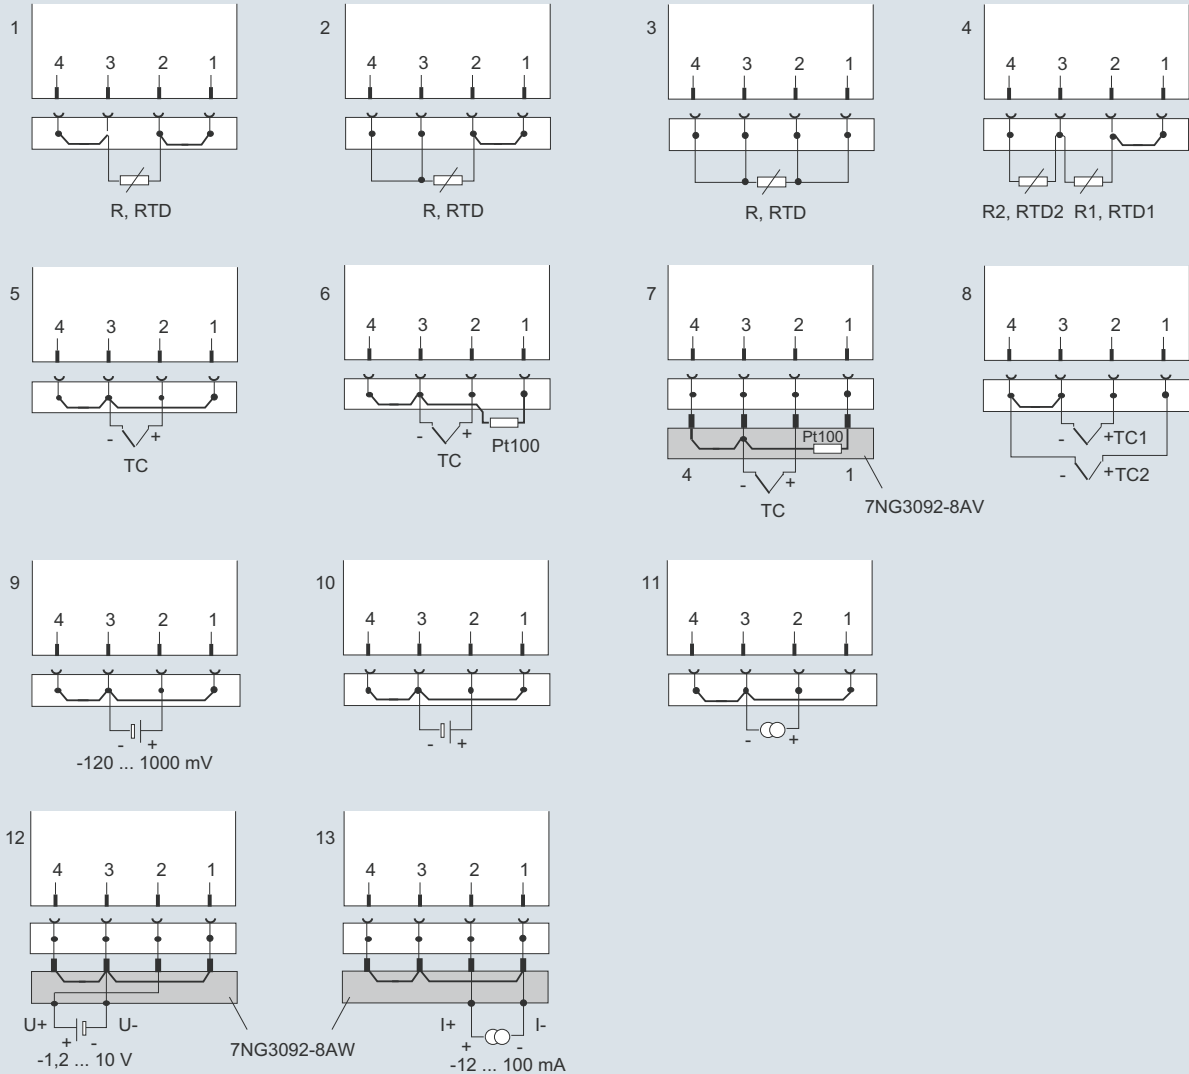 1
4 3 2 1
R, RTD
2
4 3 2 1
R, RTD
3
4 3 2 1
R, RTD
4
4 3 2 1
R2, RTD2 R1, RTD1
5
4 3 2 1
- +
TC
6
4 3 2 1
- +
TC
Pt100
7
4 3 2 1
Pt100
4 - + 1
TC
7NG3092-8AV
8
4 3 2 1
- +TC1
- +TC2
9
4 3 2 1
- +
-120 ... 1000 mV
10
4 3 2 1
- +
11
4 3 2 1
- +
12
4 3 2 1
U+ U-
+ -
-1,2 ... 10 V
7NG3092-8AW
13
4 3 2 1
I+ I-
+ -
-12 ... 100 mA